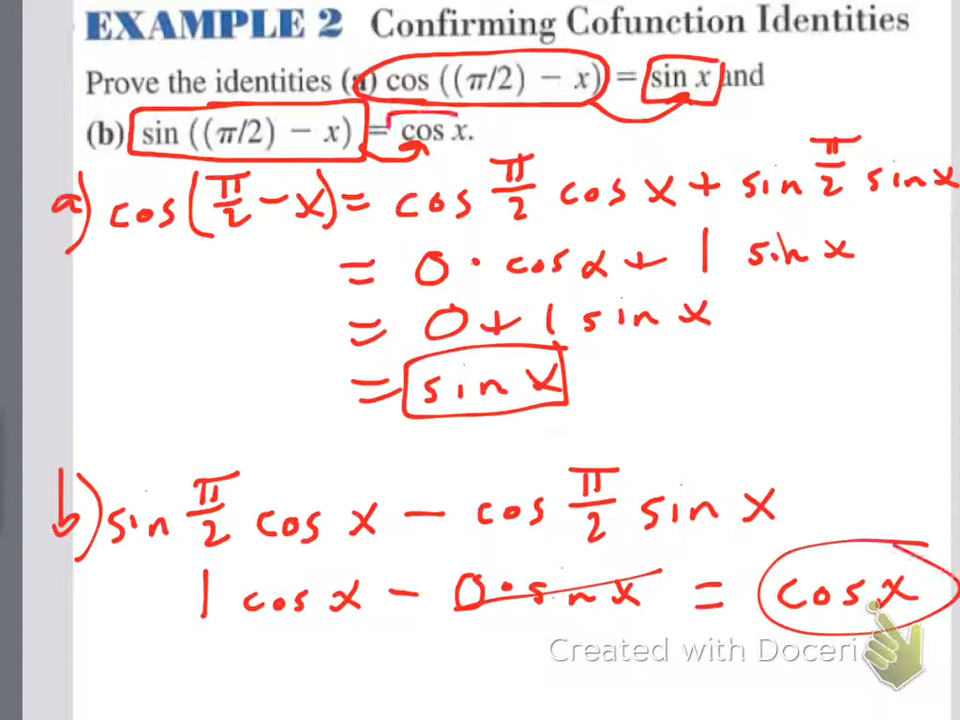 EXAMPLE 2 Confirming Cofunction Identities
Prove the identities (a) cos ((π/2) − x) = sin x and
(b) sin ((π/2) − x) = cos x.
a) cos(π/2 − x) = cos π/2 cos x + sin π/2 sin x
= 0 · cos x + 1 sin x
= 0 + 1 sin x
= sin x
b) sin π/2 cos x − cos π/2 sin x
1 cos x − 0 · sin x = cos x
Created with Doceri